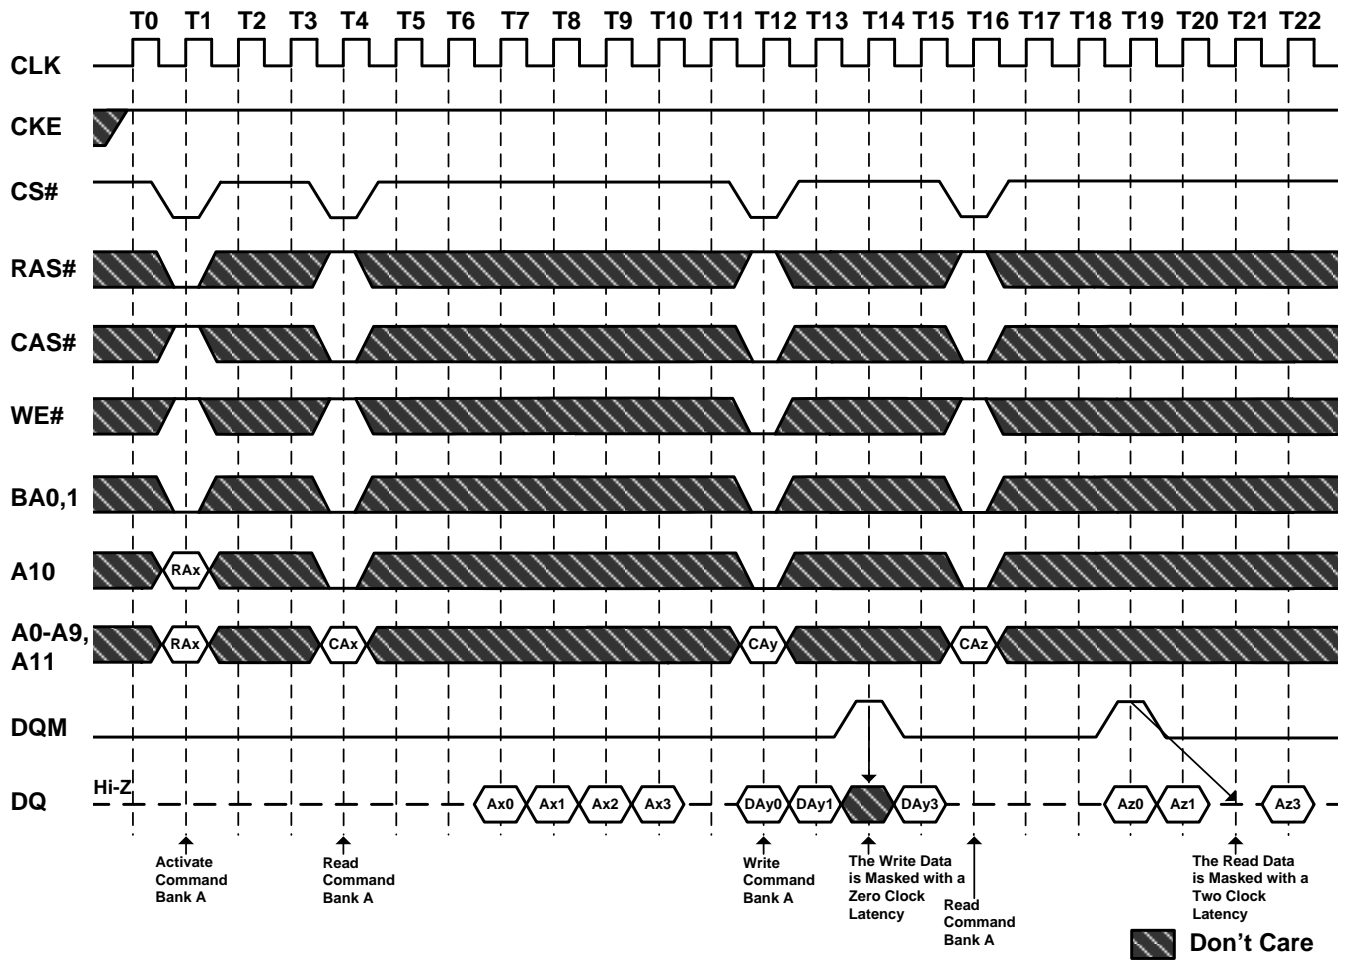 T0 T1 T2 T3 T4 T5 T6 T7 T8 T9 T10 T11 T12 T13 T14 T15 T16 T17 T18 T19 T20 T21 T22
CLK
CKE
CS#
RAS#
CAS#
WE#
BA0,1
A10 RAx
A0-A9,
A11
RAx CAx CAy CAz
DQM
Hi-Z
DQ
Ax0 Ax1 Ax2 Ax3 DAy0 DAy1 DAy3 Az0 Az1 Az3
Activate
Command
Bank A
Read
Command
Bank A
Write
Command
Bank A
The Write Data
is Masked with a
Zero Clock
Latency
Read
Command
Bank A
The Read Data
is Masked with a
Two Clock
Latency
Don't Care